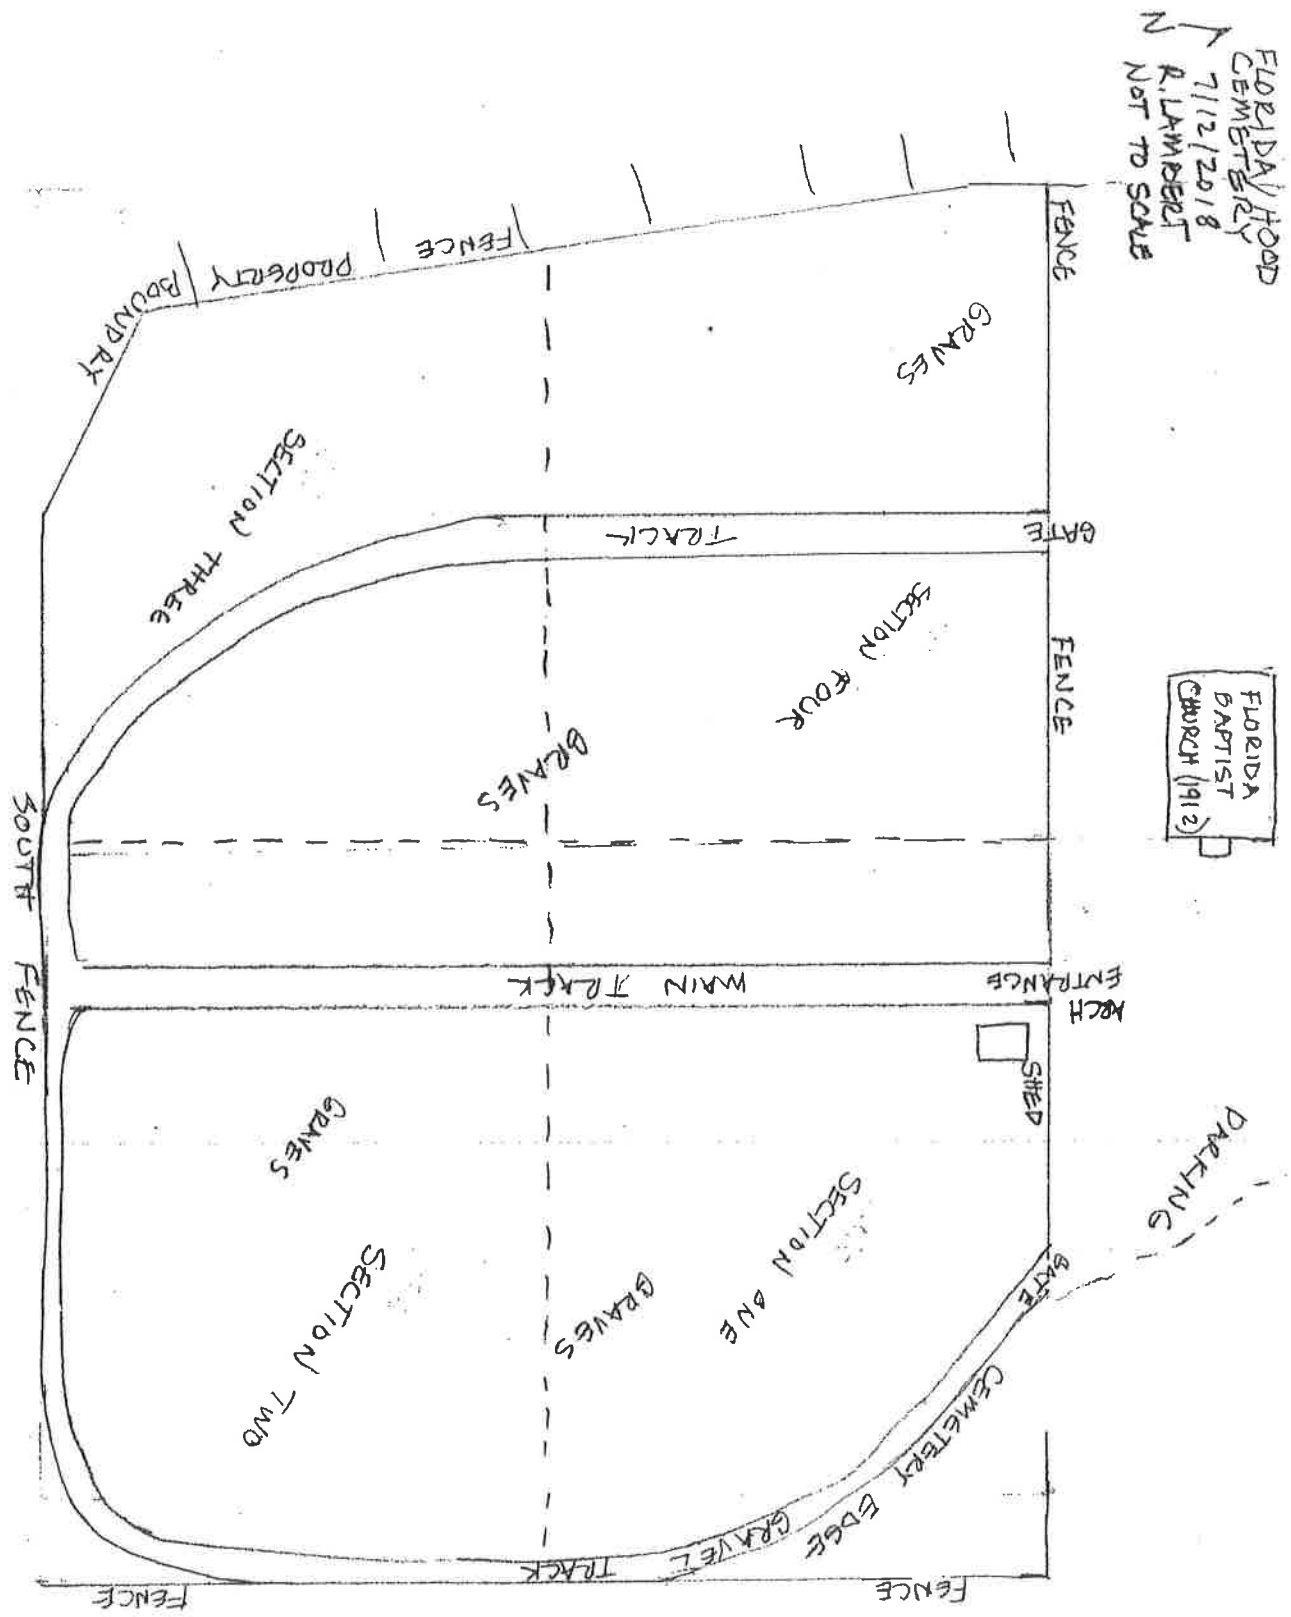 FLORIDA/HOOD
CEMETERY
7/12/2018
R. LAMPERT
NOT TO SCALE
N
FENCE
GRAVES
FENCE
PROPERTY
BOUNDRY
SECTION THREE
GATE
TRACK
SECTION FOUR
FENCE
FLORIDA
BAPTIST
CHURCH (1912)
GRAVES
SOUTH FENCE
ENTRANCE
ARCH
MAIN TRACK
SHED
PARKING
GRAVES
SECTION ONE
GATE
SECTION TWO
GRAVES
CEMETERY EDGE
GRAVEL
TRACK
FENCE
FENCE